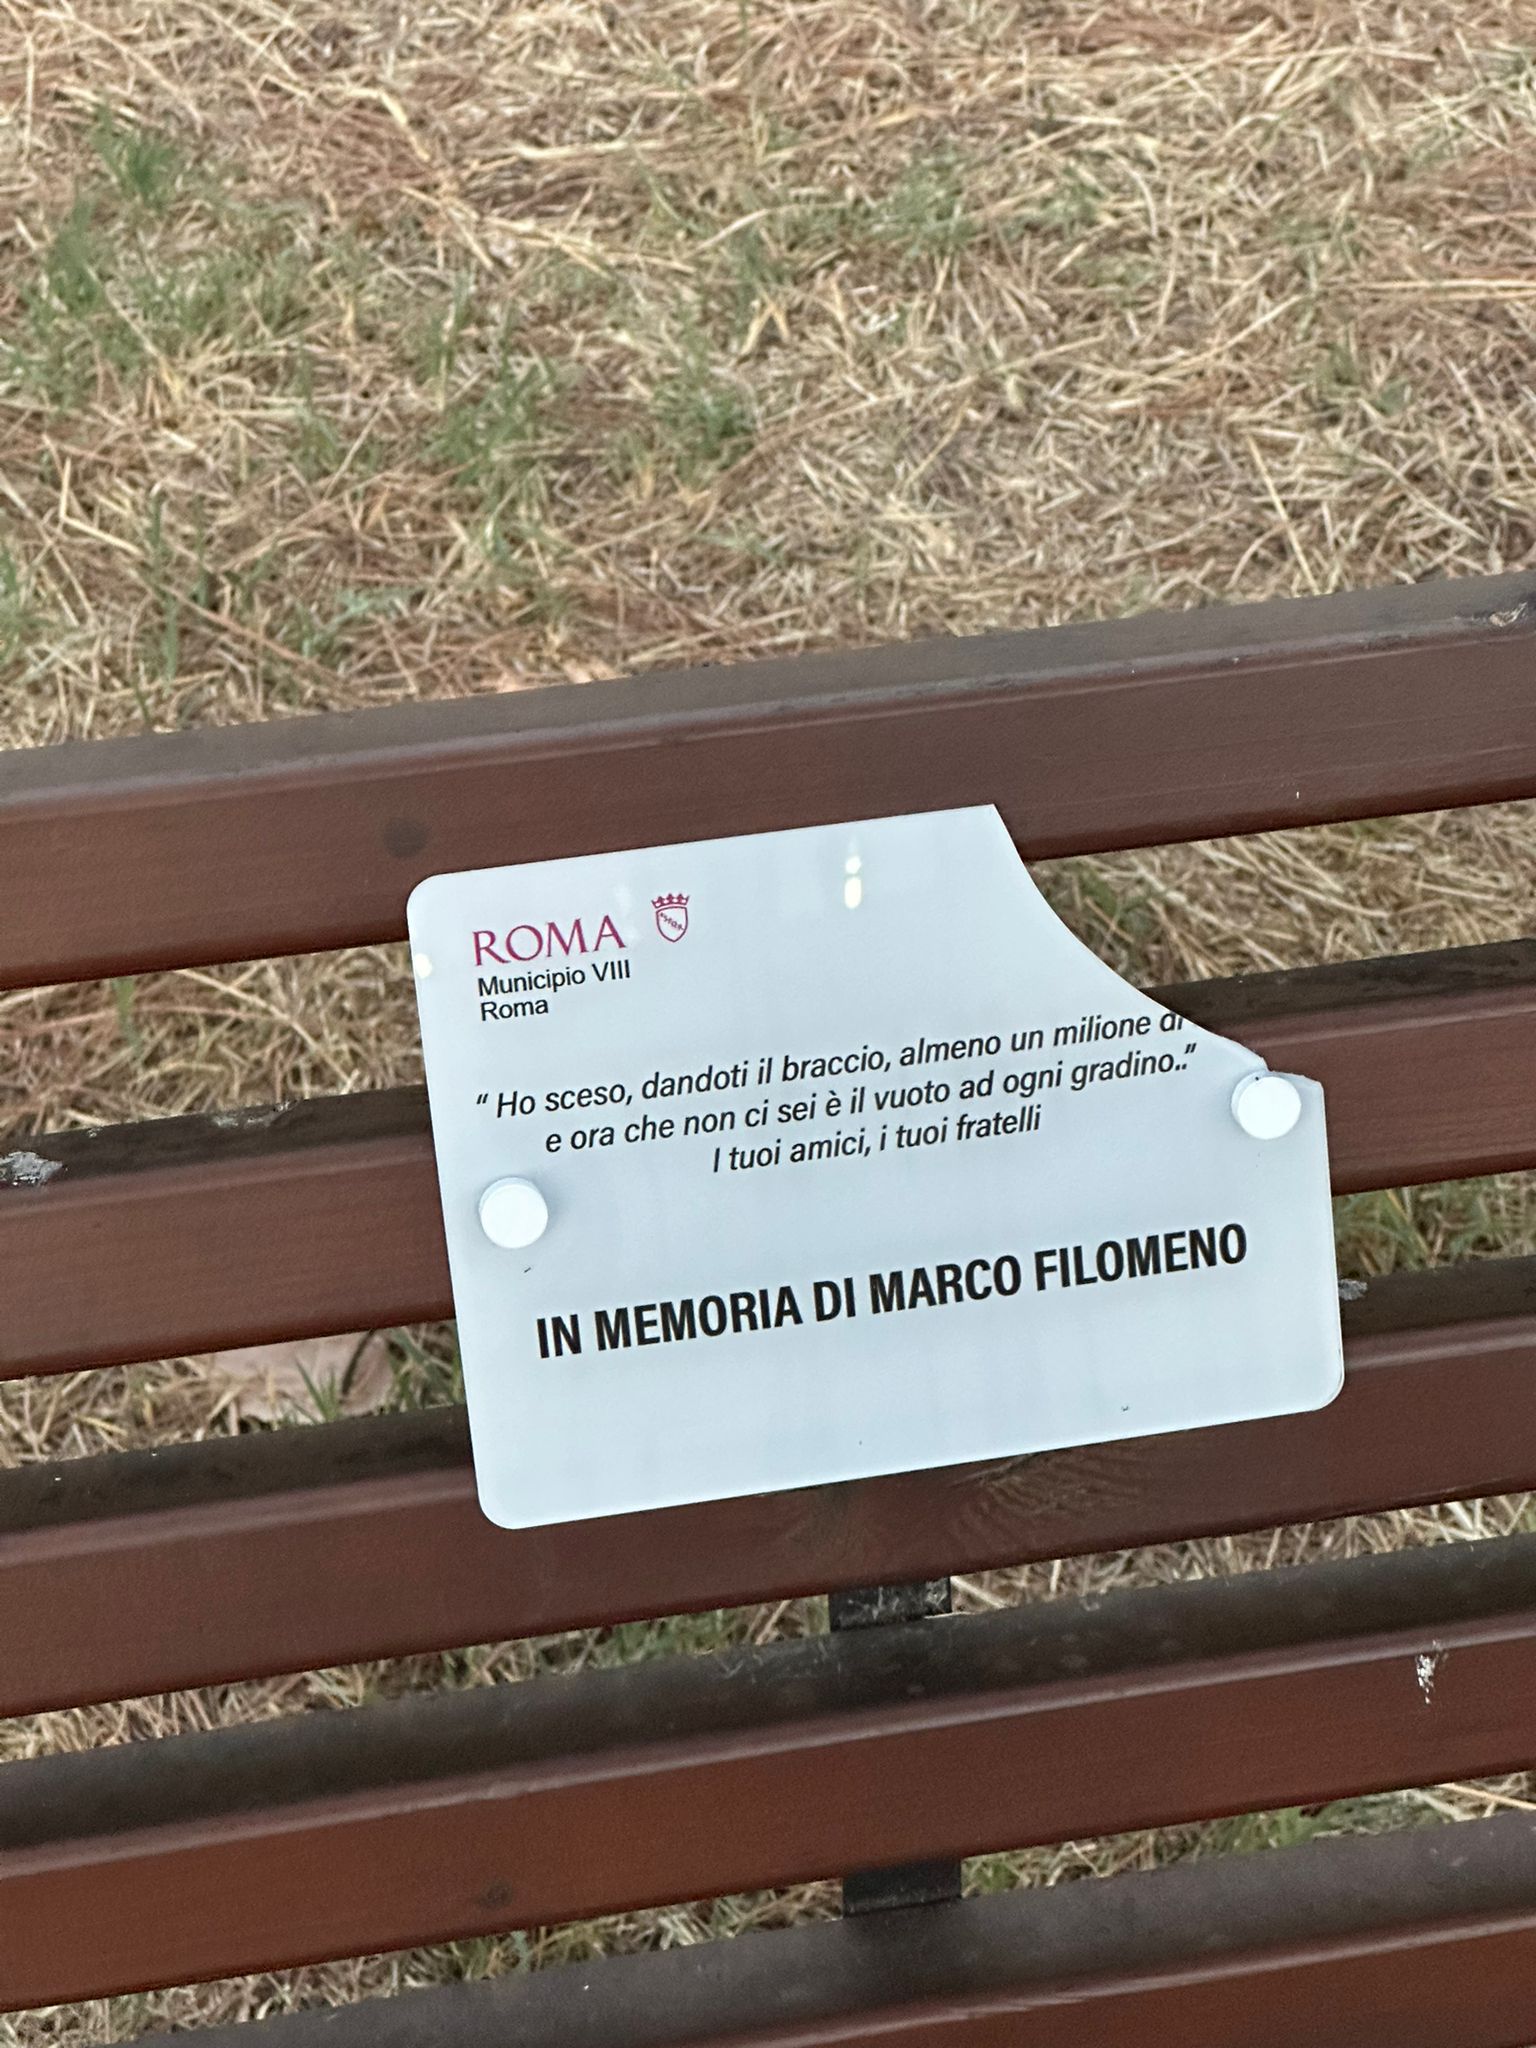 ROMA
Municipio VIII
Roma
“ Ho sceso, dandoti il braccio, almeno un milione di
e ora che non ci sei è il vuoto ad ogni gradino..”
I tuoi amici, i tuoi fratelli
IN MEMORIA DI MARCO FILOMENO